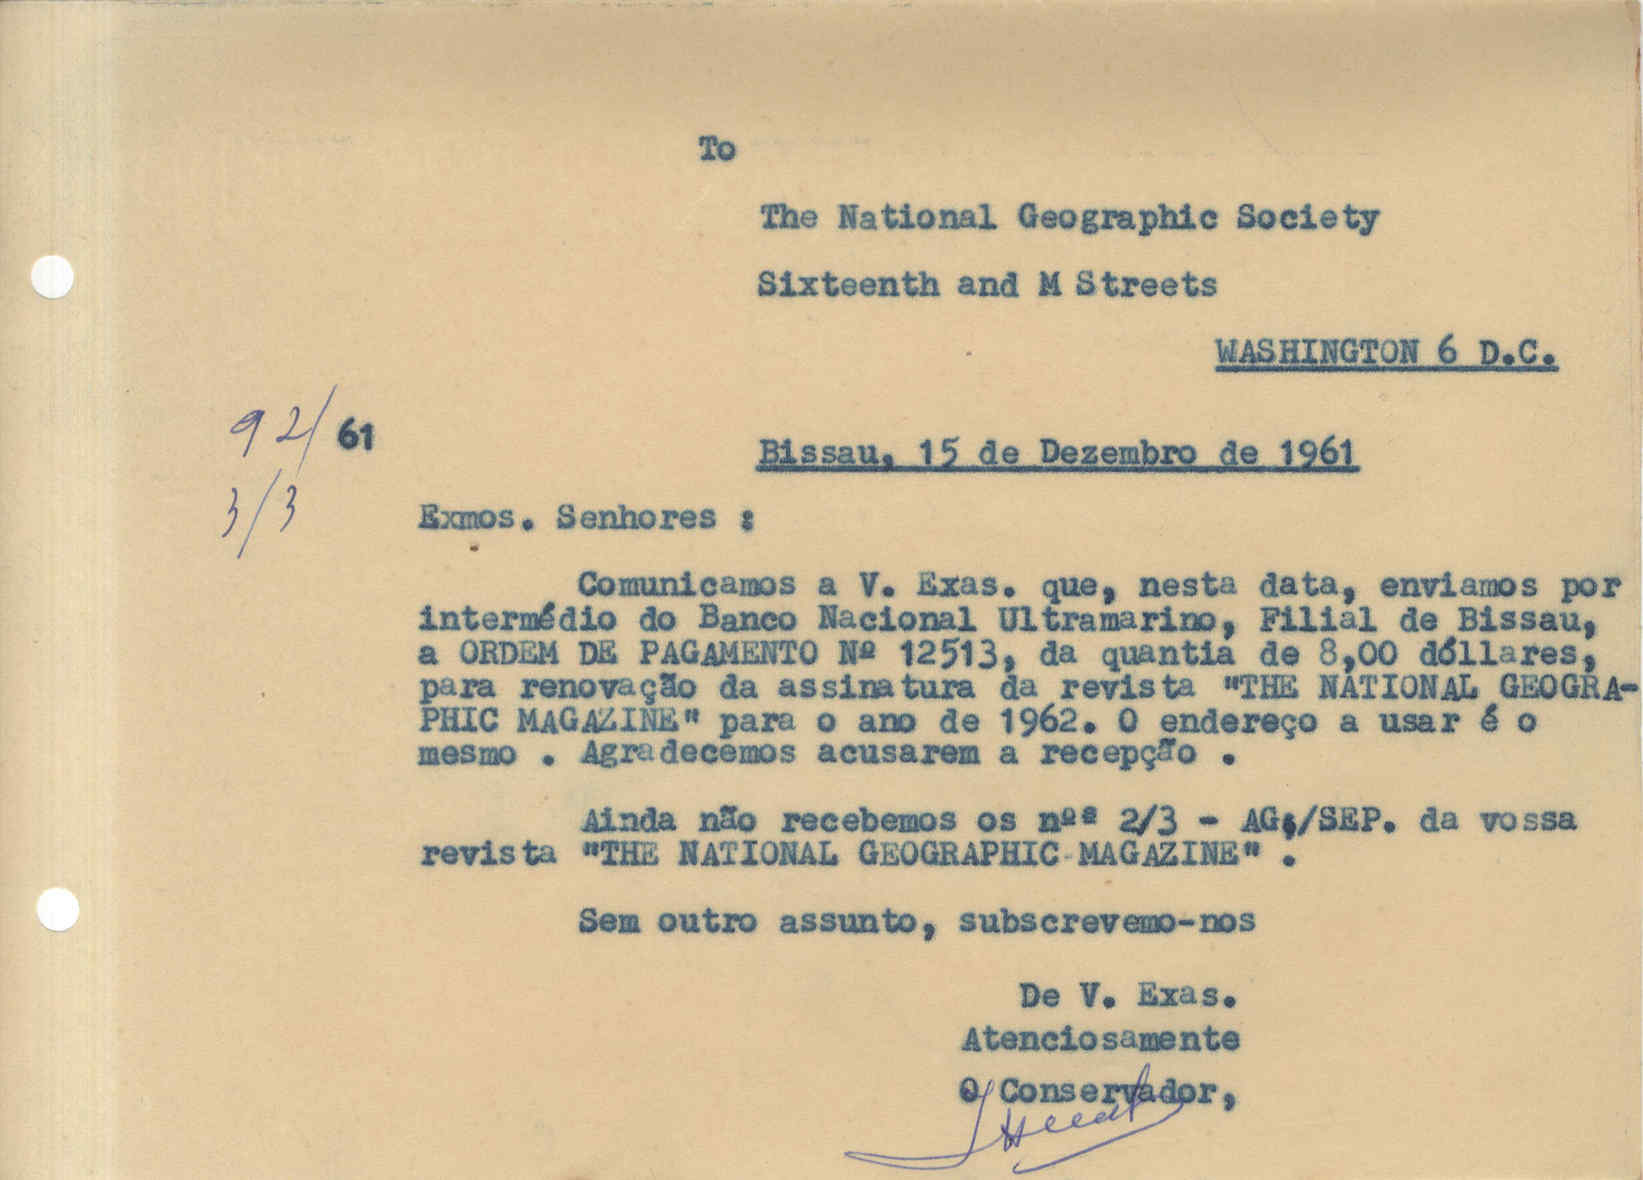 To
The National Geographic Society
Sixteenth and M Streets
WASHINGTON 6 D.C.
92/61
3/3
Bissau, 15 de Dezembro de 1961
Exmos. Senhores :
Comunicamos a V. Exas. que, nesta data, enviamos por
intermédio do Banco Nacional Ultramarino, Filial de Bissau,
a ORDEM DE PAGAMENTO Nº 12513, da quantia de 8,00 dóllares,
para renovação da assinatura da revista "THE NATIONAL GEOGRA-
PHIC MAGAZINE" para o ano de 1962. O endereço a usar é o
mesmo . Agradecemos acusarem a recepção .
Ainda não recebemos os nºª 2/3 - AG./SEP. da vossa
revista "THE NATIONAL GEOGRAPHIC MAGAZINE" .
Sem outro assunto, subscrevemo-nos
De V. Exas.
Atenciosamente
O Conservador,